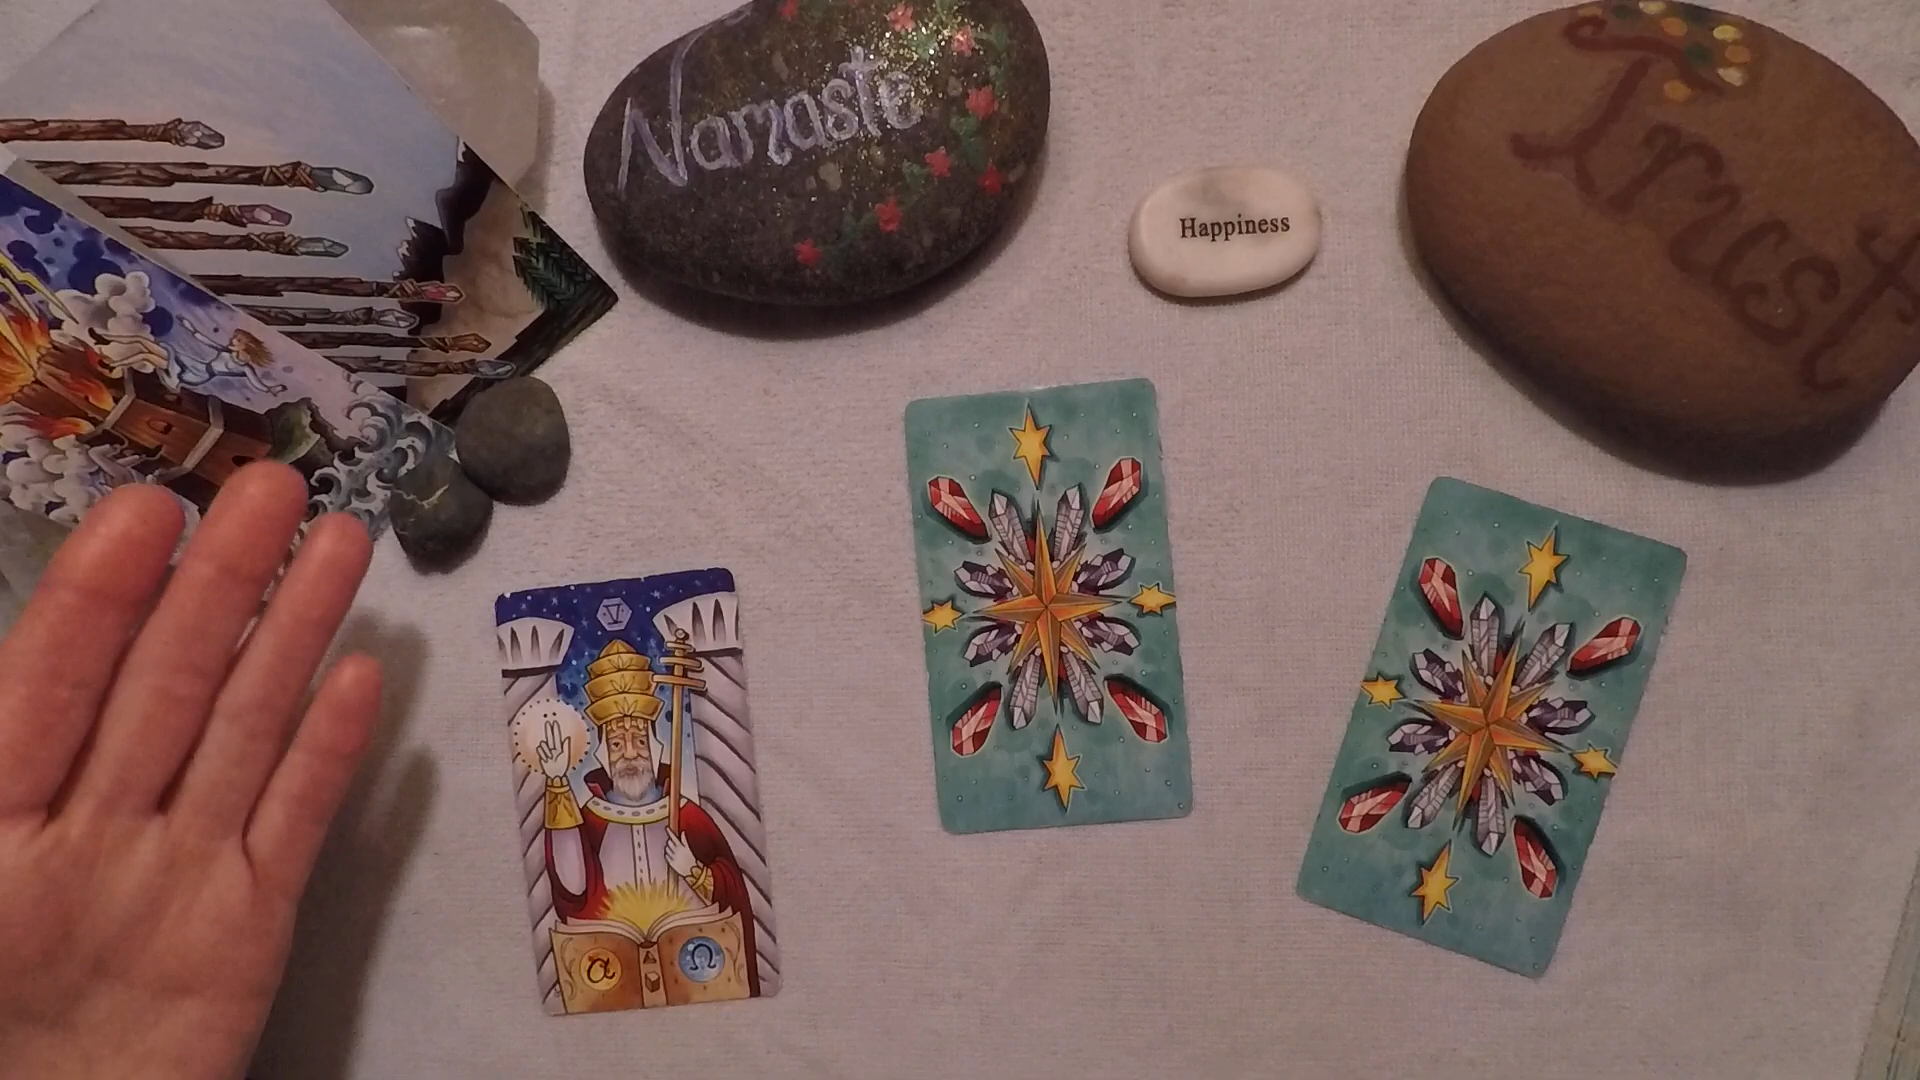 Namaste
Happiness
Trust
V
α Ω